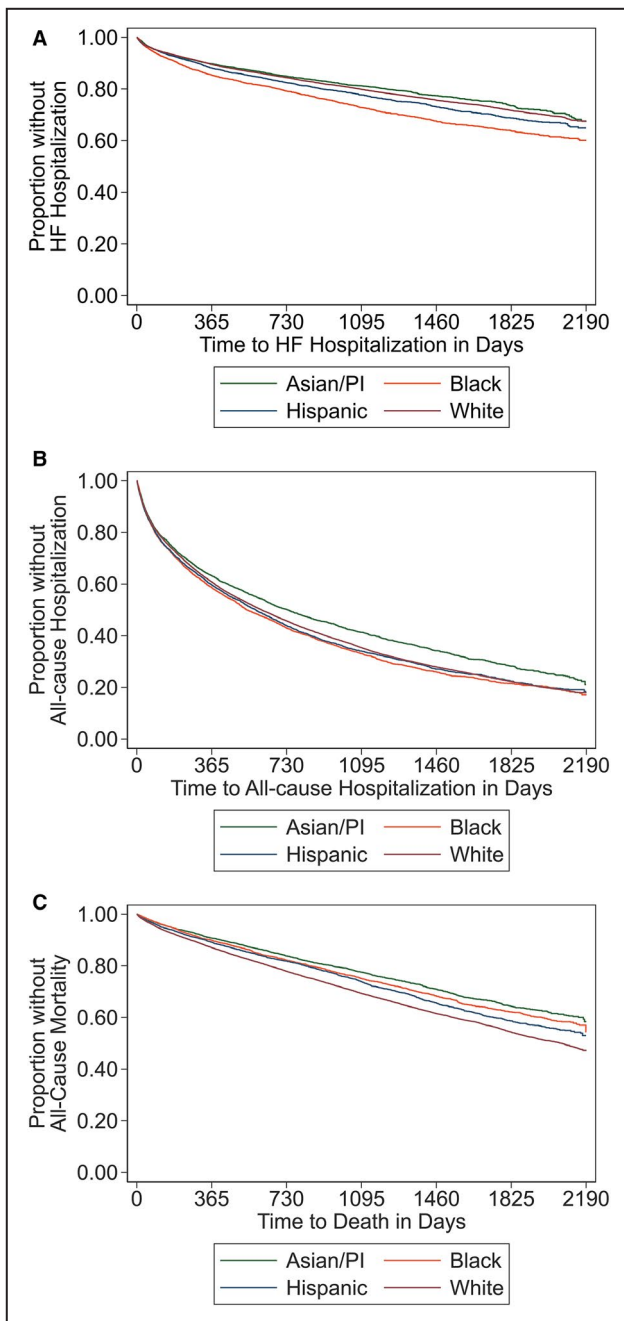 A
Proportion without
HF Hospitalization
1.00
0.80
0.60
0.40
0.20
0.00
0 365 730 1095 1460 1825 2190
Time to HF Hospitalization in Days
Asian/PI Black
Hispanic White
B
Proportion without
All-cause Hospitalization
1.00
0.80
0.60
0.40
0.20
0.00
0 365 730 1095 1460 1825 2190
Time to All-cause Hospitalization in Days
Asian/PI Black
Hispanic White
C
Proportion without
All-Cause Mortality
1.00
0.80
0.60
0.40
0.20
0.00
0 365 730 1095 1460 1825 2190
Time to Death in Days
Asian/PI Black
Hispanic White